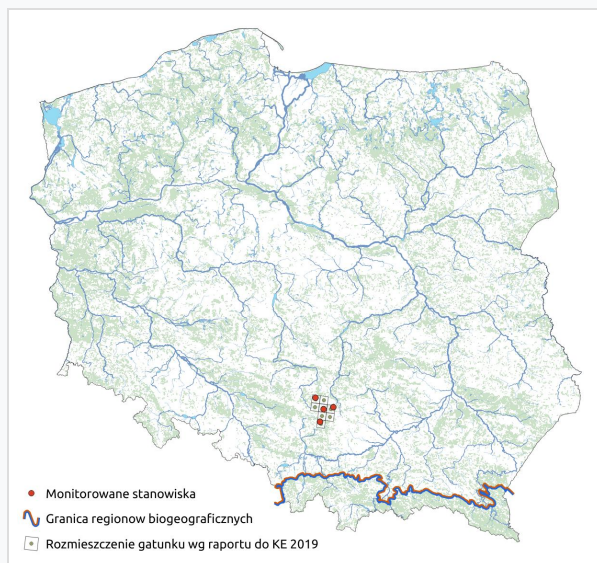 Monitorowane stanowiska
Granica regionow biogeograficznych
Rozmieszczenie gatunku wg raportu do KE 2019